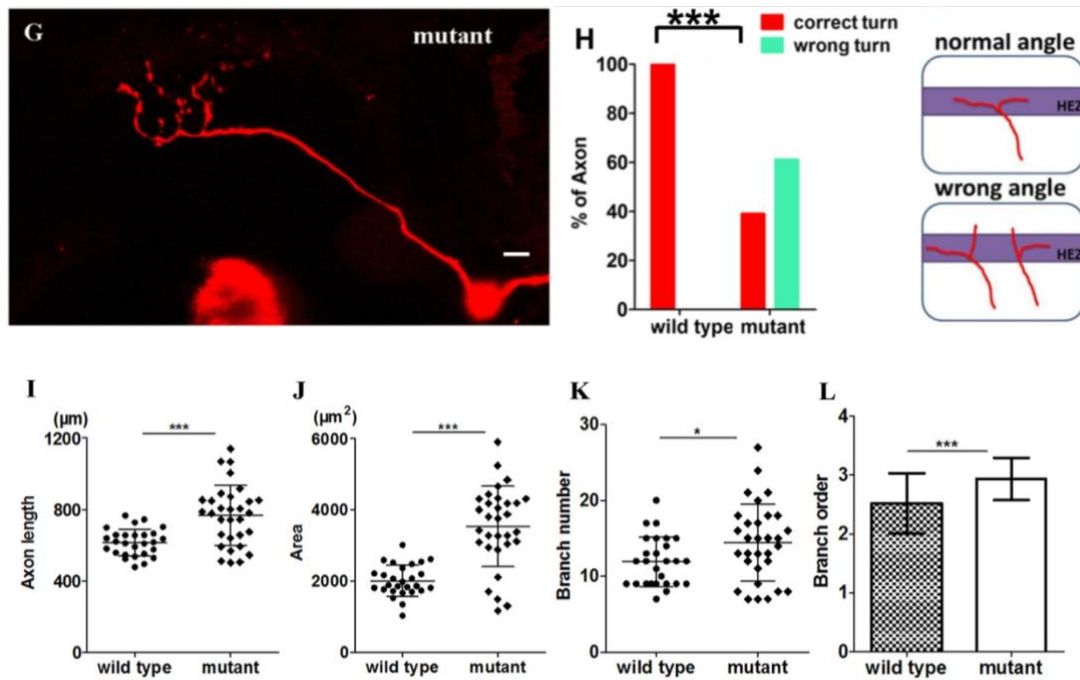 G
mutant
H
***
correct turn
wrong turn
100
80
60
40
20
0
% of Axon
wild type
mutant
normal angle
HEZ
wrong angle
HEZ
I
(μm)
***
1200
800
400
0
Axon length
wild type
mutant
J
(μm²)
***
6000
4000
2000
0
Area
wild type
mutant
K
*
30
20
10
0
Branch number
wild type
mutant
L
***
4
3
2
1
0
Branch order
wild type
mutant